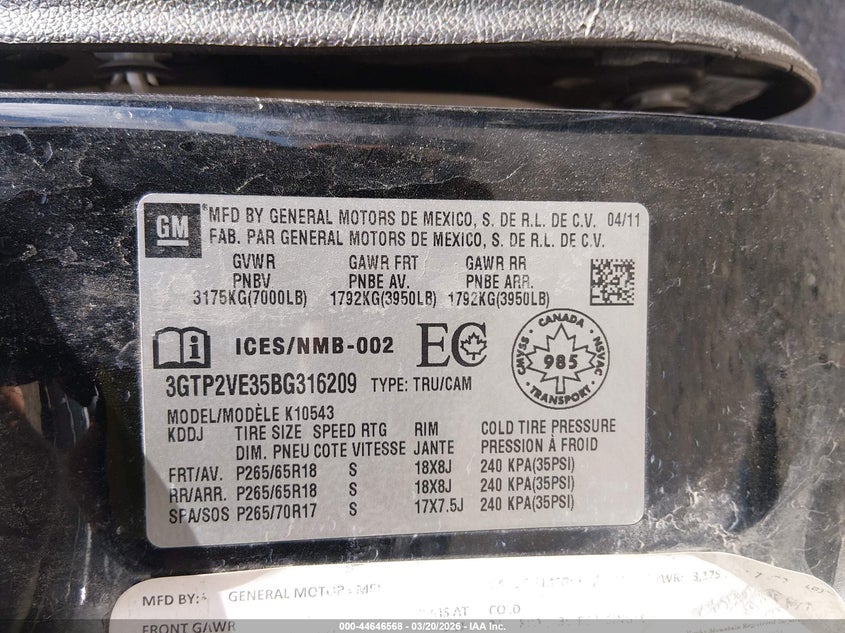 GM
®MFD BY GENERAL MOTORS DE MEXICO, S. DE R.L. DE C.V. 04/11
FAB. PAR GENERAL MOTORS DE MEXICO, S. DE R.L. DE C.V.
GVWR GAWR FRT GAWR RR
PNBV PNBE AV. PNBE ARR.
3175KG(7000LB) 1792KG(3950LB) 1792KG(3950LB)
i ICES/NMB-002 EC
CANADA
CMVSS 985 NSVAC
TRANSPORT
3GTP2VE35BG316209 TYPE: TRU/CAM
MODEL/MODÈLE K10543
KDDJ TIRE SIZE SPEED RTG RIM COLD TIRE PRESSURE
DIM. PNEU COTE VITESSE JANTE PRESSION À FROID
FRT/AV. P265/65R18 S 18X8J 240 KPA(35PSI)
RR/ARR. P265/65R18 S 18X8J 240 KPA(35PSI)
SPA/SOS P265/70R17 S 17X7.5J 240 KPA(35PSI)
MFD BY: GENERAL MOTOR
FRONT GAWR
000-44646568 - 03/20/2026 - IAA Inc.